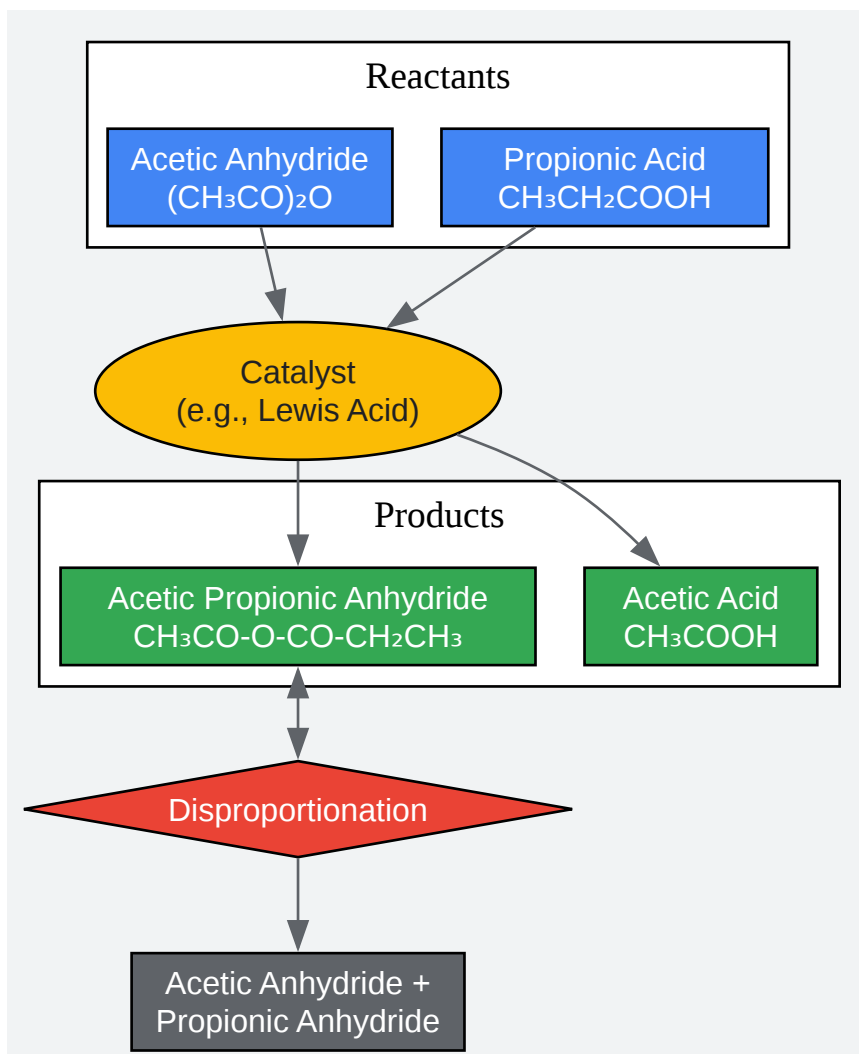 Reactants
Acetic Anhydride
(CH₃CO)₂O
Propionic Acid
CH₃CH₂COOH
Catalyst
(e.g., Lewis Acid)
Products
Acetic Propionic Anhydride
CH₃CO-O-CO-CH₂CH₃
Acetic Acid
CH₃COOH
Disproportionation
Acetic Anhydride +
Propionic Anhydride